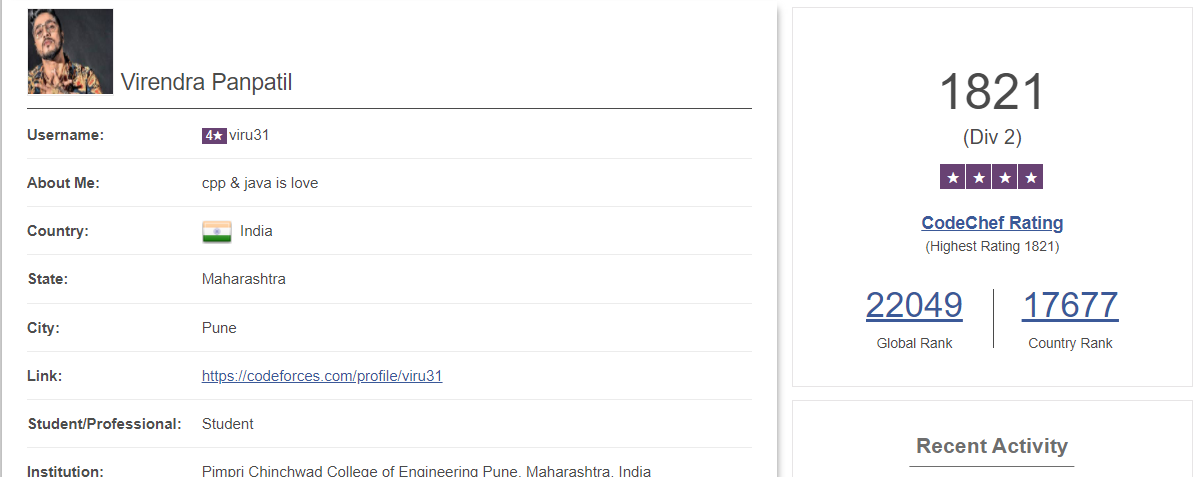 Virendra Panpatil
Username: 4★ viru31
About Me: cpp & java is love
Country: India
State: Maharashtra
City: Pune
Link: https://codeforces.com/profile/viru31
Student/Professional: Student
Institution: Pimpri Chinchwad College of Engineering Pune, Maharashtra, India
1821
(Div 2)
★ ★ ★ ★
CodeChef Rating
(Highest Rating 1821)
22049 17677
Global Rank Country Rank
Recent Activity